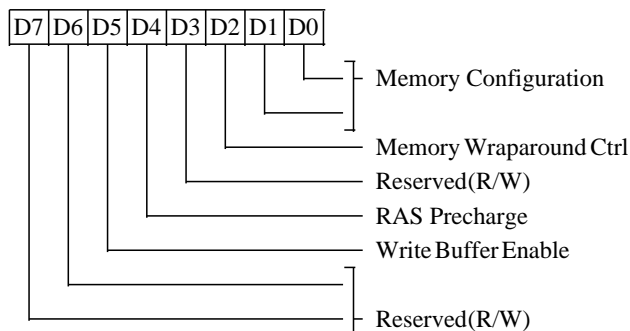 D7 D6 D5 D4 D3 D2 D1 D0
Memory Configuration
Memory Wraparound Ctrl
Reserved (R/W)
RAS Precharge
Write Buffer Enable
Reserved (R/W)